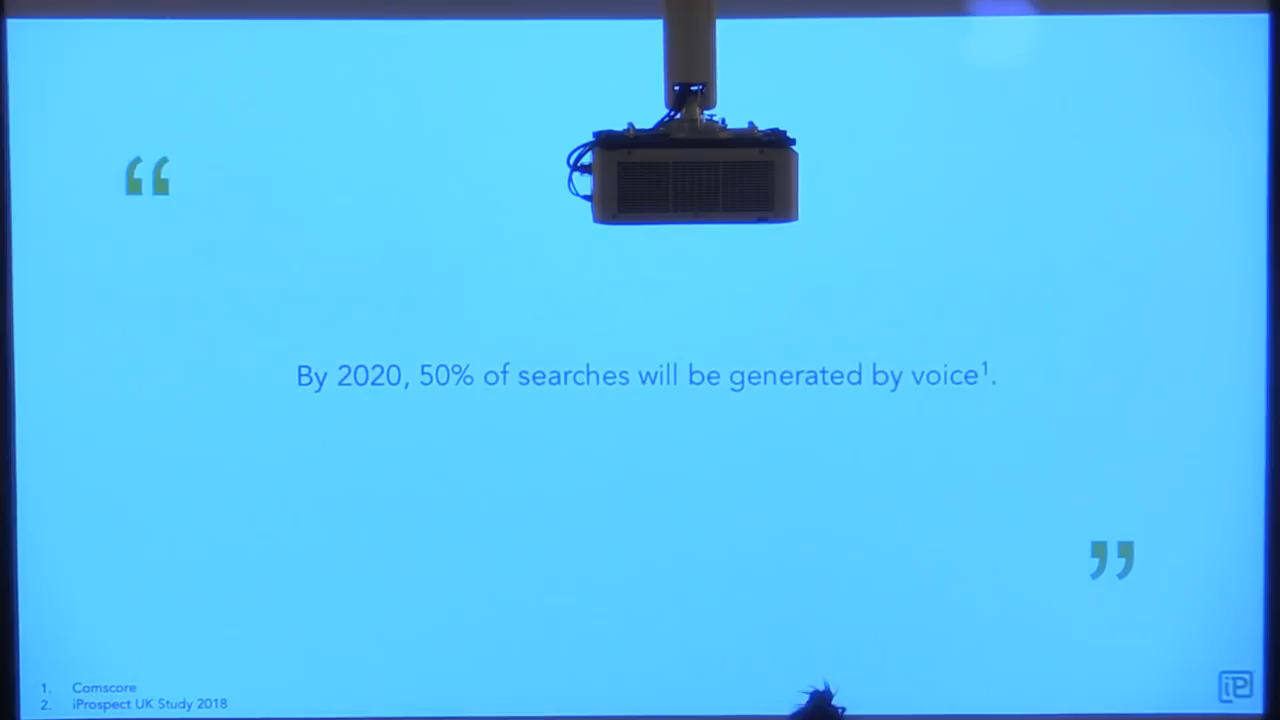 “
By 2020, 50% of searches will be generated by voice¹.
”
1. Comscore
2. iProspect UK Study 2018
iP